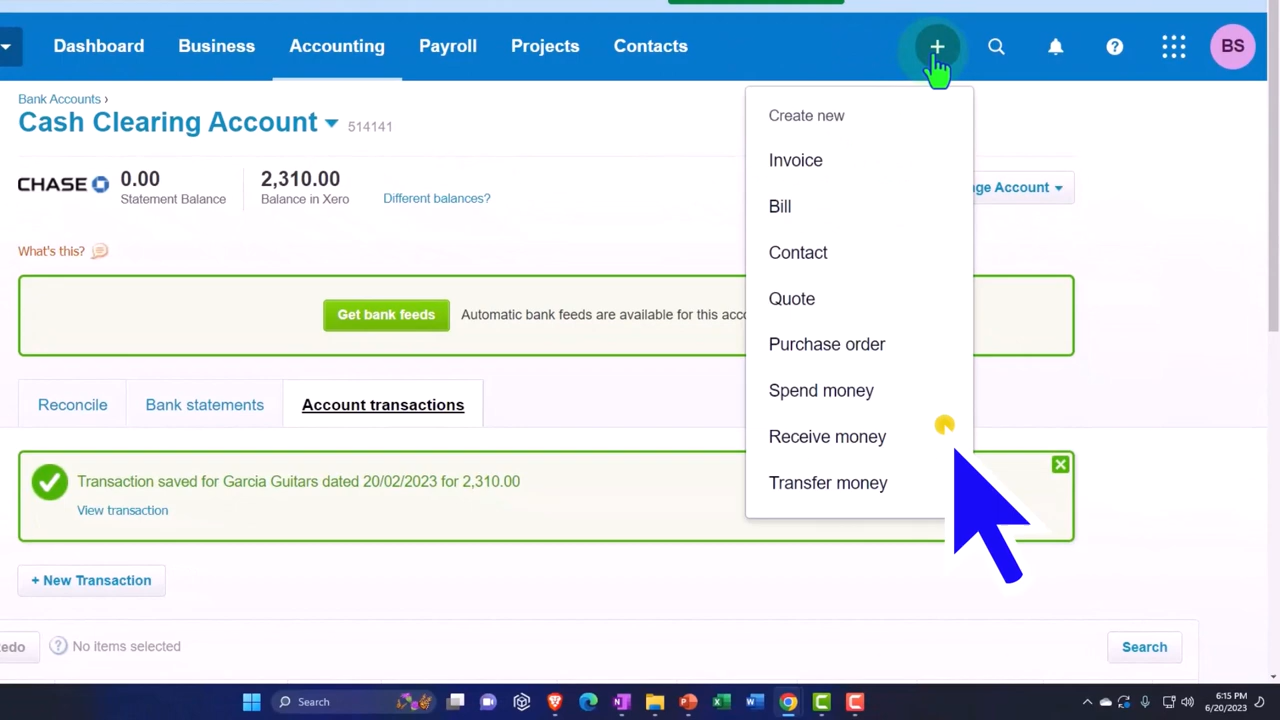 Dashboard Business Accounting Payroll Projects Contacts + BS
Bank Accounts ›
Cash Clearing Account 514141
CHASE 0.00 2,310.00
Statement Balance Balance in Xero Different balances?
What's this?
Get bank feeds Automatic bank feeds are available for this acco
Create new
Invoice
Bill
Contact
Quote
Purchase order
Spend money
Receive money
Transfer money
ge Account
Reconcile Bank statements Account transactions
Transaction saved for Garcia Guitars dated 20/02/2023 for 2,310.00
View transaction
+ New Transaction
edo ? No items selected Search
Search 6:15 PM
6/20/2023